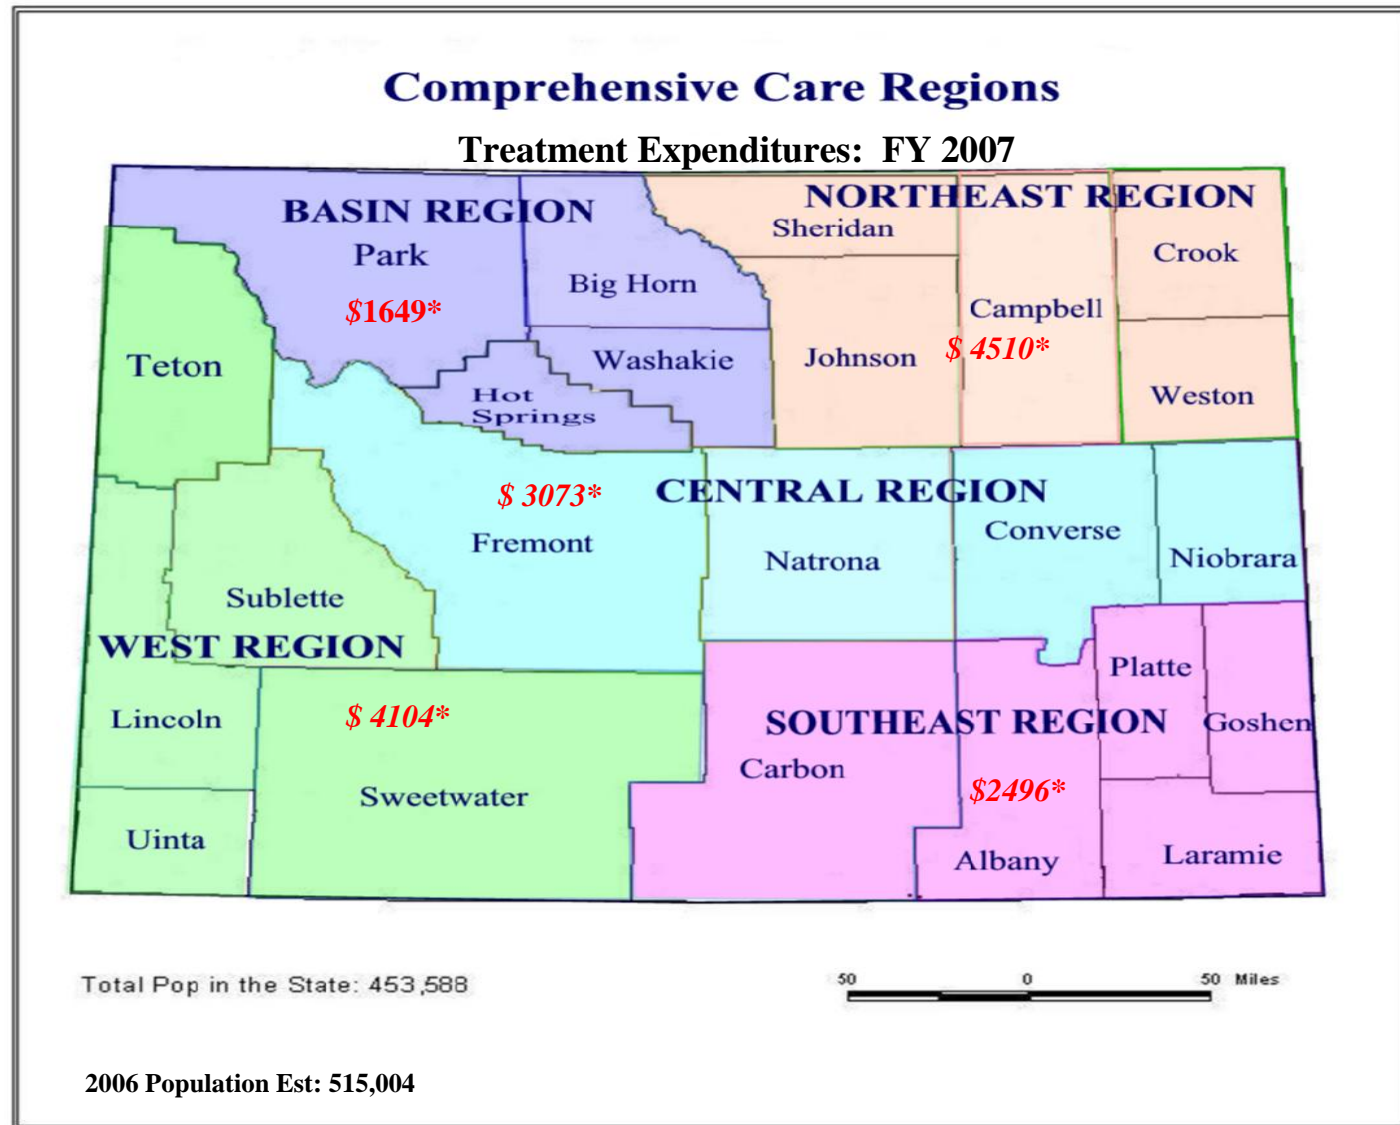 Comprehensive Care Regions
Treatment Expenditures: FY 2007
BASIN REGION
NORTHEAST REGION
Park
Sheridan
Crook
Big Horn
$1649*
Campbell
Teton
Washakie
Johnson
$ 4510*
Hot
Springs
Weston
$ 3073*
CENTRAL REGION
Fremont
Natrona
Converse
Niobrara
Sublette
WEST REGION
Platte
Lincoln
$ 4104*
SOUTHEAST REGION
Goshen
Sweetwater
Carbon
$2496*
Uinta
Albany
Laramie
Total Pop in the State: 453,588
50 0 50 Miles
2006 Population Est: 515,004